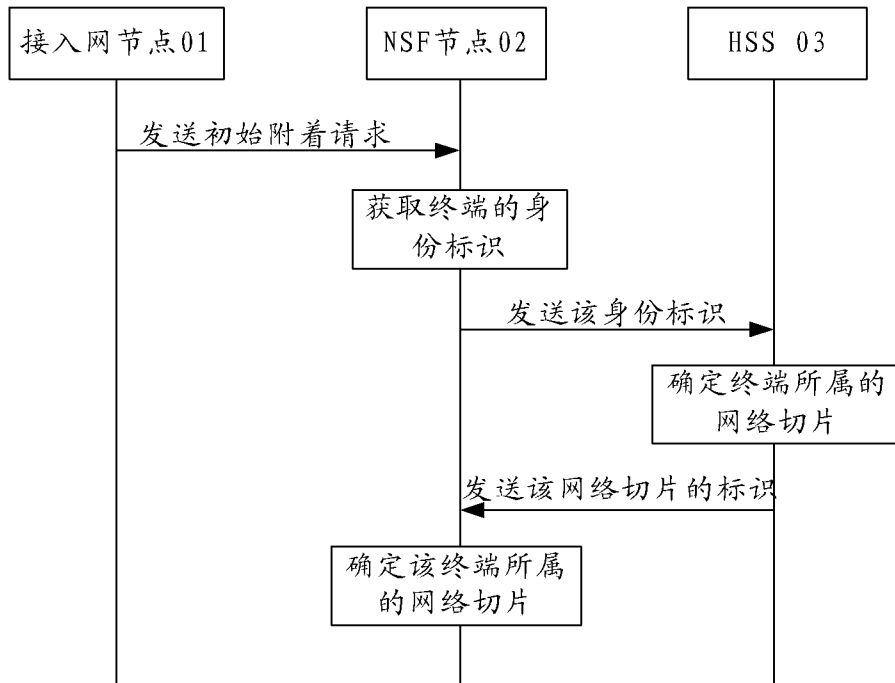 接入网节点01
NSF节点02
HSS 03
发送初始附着请求
获取终端的身
份标识
发送该身份标识
确定终端所属的
网络切片
发送该网络切片的标识
确定该终端所属
的网络切片